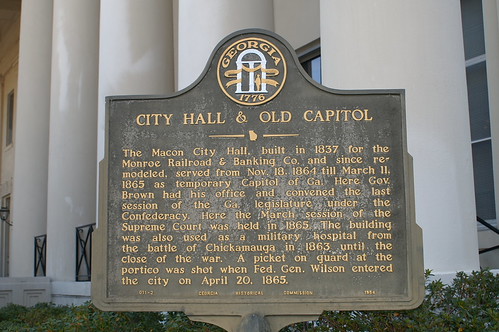 GEORGIA
1776
CITY HALL & OLD CAPITOL
The Macon City Hall, built in 1837 for the
Monroe Railroad & Banking Co. and since re-
modeled, served from Nov. 18, 1864 till March 11,
1865 as temporary Capitol of Ga. Here Gov.
Brown had his office and convened the last
session of the Ga. legislature under the
Confederacy. Here the March session of the
Supreme Court was held in 1865. The building
was also used as a military hospital from
the battle of Chickamauga in 1863 until the
close of the war. A picket on guard at the
portico was shot when Fed. Gen. Wilson entered
the city on April 20, 1865.
011-2 GEORGIA HISTORICAL COMMISSION 1954